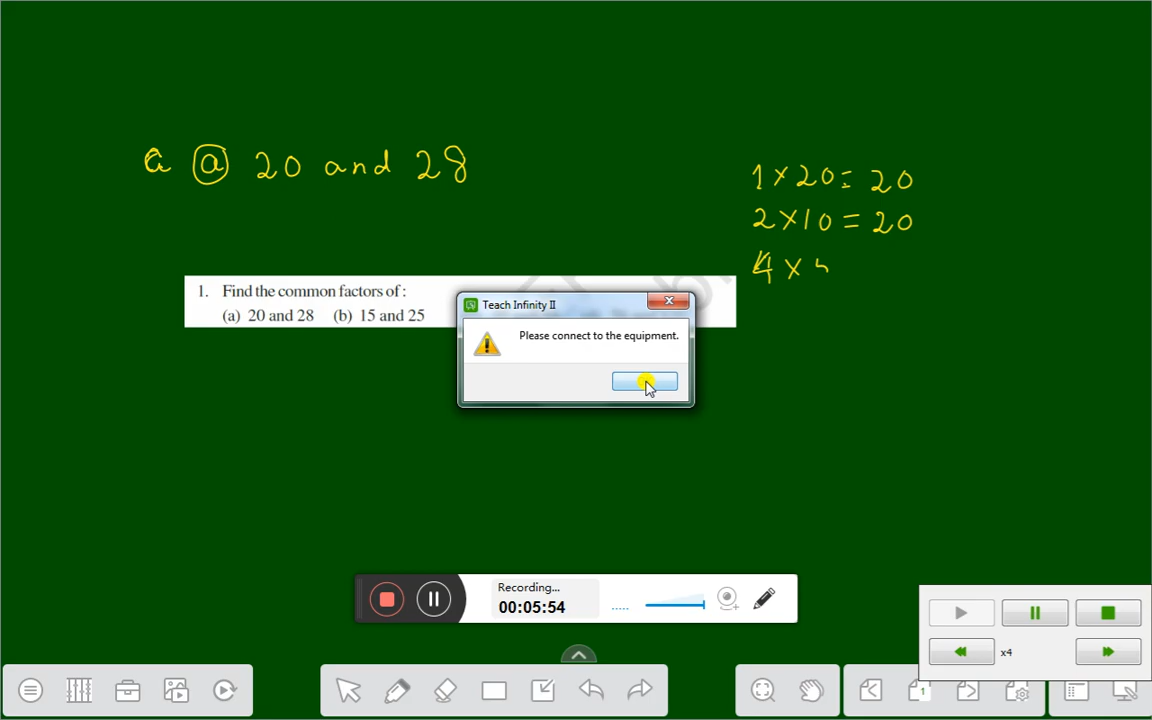 @ 20 and 28
1 × 20 = 20
2 × 10 = 20
4 ×
1. Find the common factors of :
(a) 20 and 28 (b) 15 and 25
Teach Infinity II
Please connect to the equipment.
Recording...
00:05:54
x4
1